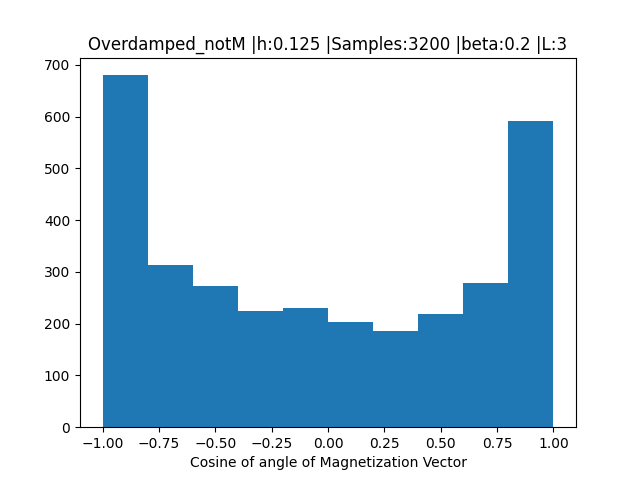 Overdamped_notM |h:0.125 |Samples:3200 |beta:0.2 |L:3
700
600
500
400
300
200
100
0
−1.00 −0.75 −0.50 −0.25 0.00 0.25 0.50 0.75 1.00
Cosine of angle of Magnetization Vector